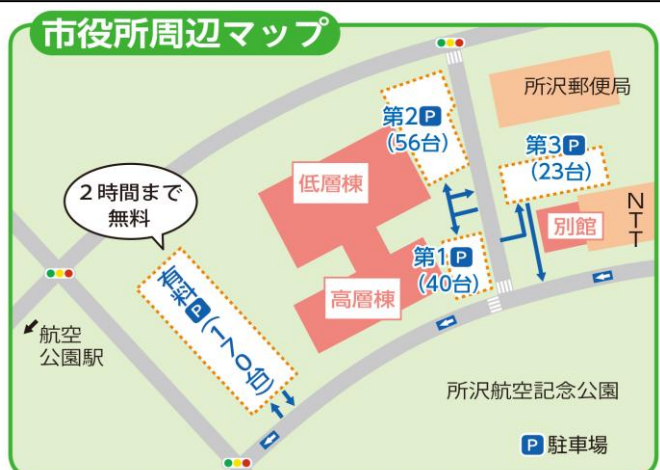 市役所周辺マップ
所沢郵便局
第2P
(56台)
第3P
(23台)
低層棟
2時間まで
無料
別館
NTT
第1P
(40台)
高層棟
有料P(170台)
航空
公園駅
所沢航空記念公園
P駐車場